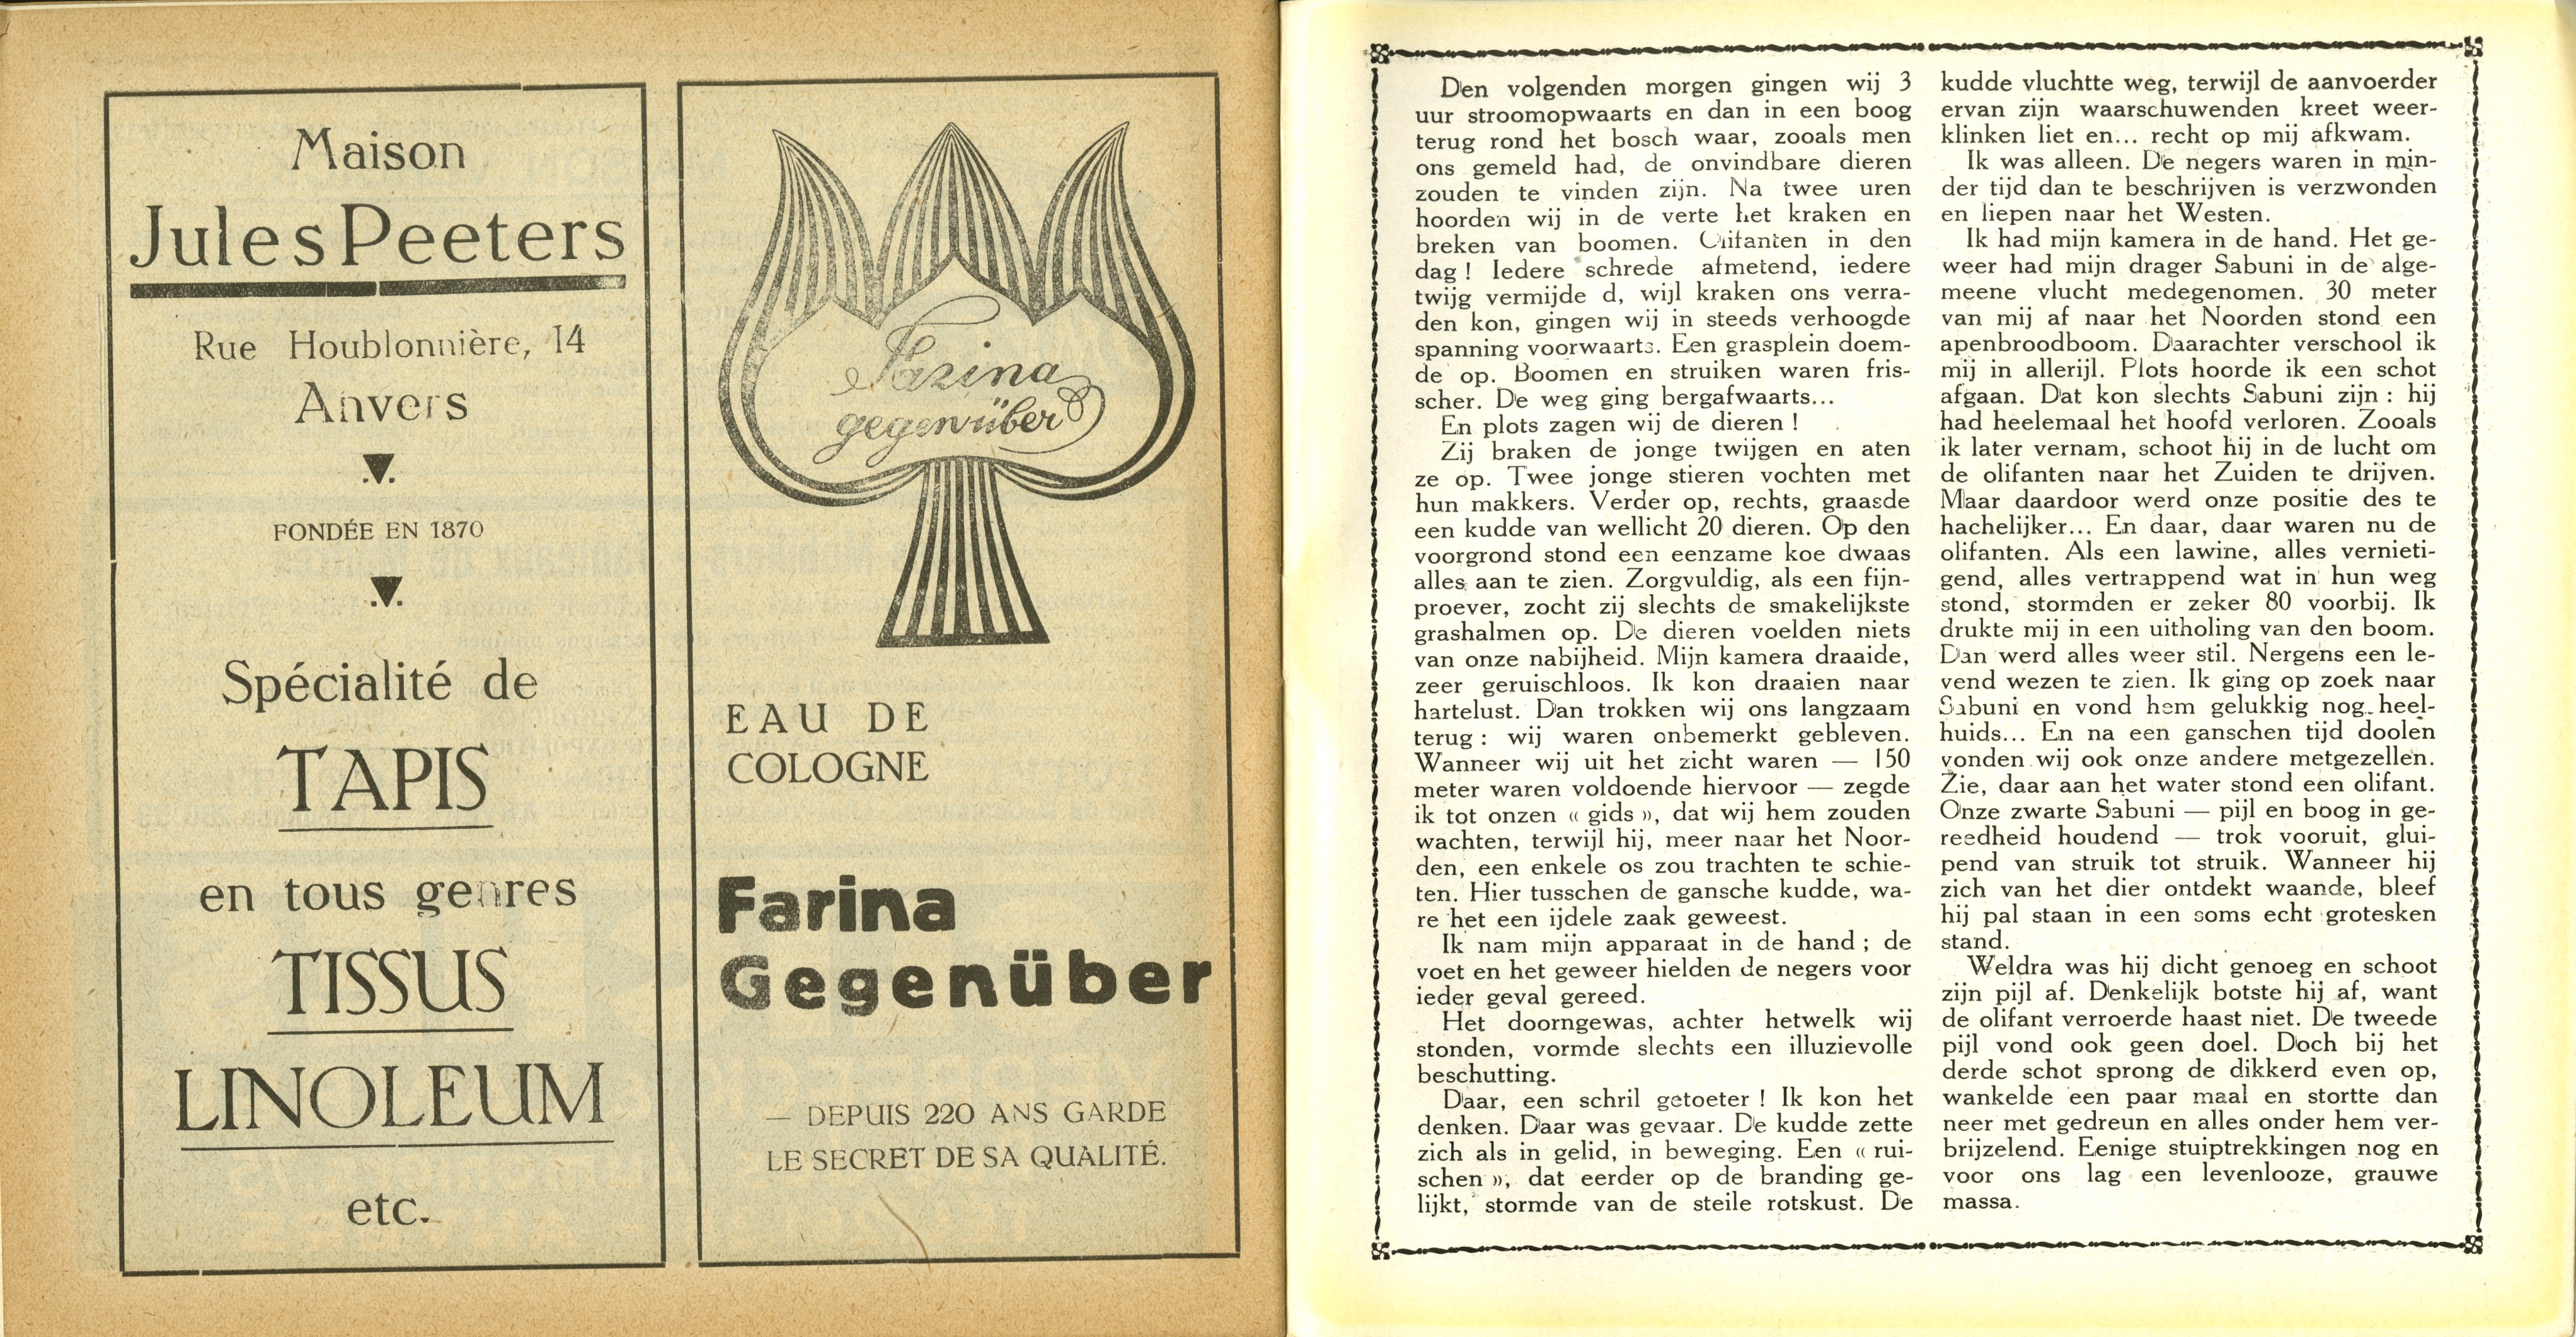 Maison
Jules Peeters
Rue Houblonnière, 14
Anvers
FONDÉE EN 1870
Spécialité de
TAPIS
en tous genres
TISSUS
LINOLEUM
etc.
Farina
gegenüber
EAU DE
COLOGNE
Farina
Gegenüber
— DEPUIS 220 ANS GARDE
LE SECRET DE SA QUALITÉ.
Den volgenden morgen gingen wij 3
uur stroomopwaarts en dan in een boog
terug rond het bosch waar, zooals men
ons gemeld had, de onvindbare dieren
zouden te vinden zijn. Na twee uren
hoorden wij in de verte het kraken en
breken van boomen. Olifanten in den
dag ! Iedere schrede afmetend, iedere
twijg vermijde d, wijl kraken ons verra-
den kon, gingen wij in steeds verhoogde
spanning voorwaarts. Een grasplein doem-
de op. Boomen en struiken waren fris-
scher. De weg ging bergafwaarts...
En plots zagen wij de dieren !
Zij braken de jonge twijgen en aten
ze op. Twee jonge stieren vochten met
hun makkers. Verder op, rechts, graasde
een kudde van wellicht 20 dieren. Op den
voorgrond stond een eenzame koe dwaas
alles aan te zien. Zorgvuldig, als een fijn-
proever, zocht zij slechts de smakelijkste
grashalmen op. De dieren voelden niets
van onze nabijheid. Mijn kamera draaide,
zeer geruischloos. Ik kon draaien naar
hartelust. Dan trokken wij ons langzaam
terug : wij waren onbemerkt gebleven.
Wanneer wij uit het zicht waren — 150
meter waren voldoende hiervoor — zegde
ik tot onzen « gids », dat wij hem zouden
wachten, terwijl hij, meer naar het Noor-
den, een enkele os zou trachten te schie-
ten. Hier tusschen de gansche kudde, wa-
re het een ijdele zaak geweest.
Ik nam mijn apparaat in de hand ; de
voet en het geweer hielden de negers voor
ieder geval gereed.
Het doorngewas, achter hetwelk wij
stonden, vormde slechts een illuzievolle
beschutting.
Daar, een schril getoeter ! Ik kon het
denken. Daar was gevaar. De kudde zette
zich als in gelid, in beweging. Een « rui-
schen », dat eerder op de branding ge-
lijkt, stormde van de steile rotskust. De
kudde vluchtte weg, terwijl de aanvoerder
ervan zijn waarschuwenden kreet weer-
klinken liet en... recht op mij afkwam.
Ik was alleen. De negers waren in min-
der tijd dan te beschrijven is verzwonden
en liepen naar het Westen.
Ik had mijn kamera in de hand. Het ge-
weer had mijn drager Sabuni in de alge-
meene vlucht medegenomen. 30 meter
van mij af naar het Noorden stond een
apenbroodboom. Daarachter verschool ik
mij in allerijl. Plots hoorde ik een schot
afgaan. Dat kon slechts Sabuni zijn : hij
had heelemaal het hoofd verloren. Zooals
ik later vernam, schoot hij in de lucht om
de olifanten naar het Zuiden te drijven.
Maar daardoor werd onze positie des te
hachelijker... En daar, daar waren nu de
olifanten. Als een lawine, alles vernieti-
gend, alles vertrappend wat in hun weg
stond, stormden er zeker 80 voorbij. Ik
drukte mij in een uitholing van den boom.
Dan werd alles weer stil. Nergens een le-
vend wezen te zien. Ik ging op zoek naar
Sabuni en vond hem gelukkig nog heel-
huids... En na een ganschen tijd doolen
vonden wij ook onze andere metgezellen.
Zie, daar aan het water stond een olifant.
Onze zwarte Sabuni — pijl en boog in ge-
reedheid houdend — trok vooruit, glui-
pend van struik tot struik. Wanneer hij
zich van het dier ontdekt waande, bleef
hij pal staan in een soms echt grotesken
stand.
Weldra was hij dicht genoeg en schoot
zijn pijl af. Denkelijk botste hij af, want
de olifant verroerde haast niet. De tweede
pijl vond ook geen doel. Doch bij het
derde schot sprong de dikkerd even op,
wankelde een paar maal en stortte dan
neer met gedreun en alles onder hem ver-
brijzelend. Eenige stuiptrekkingen nog en
voor ons lag een levenlooze, grauwe
massa.